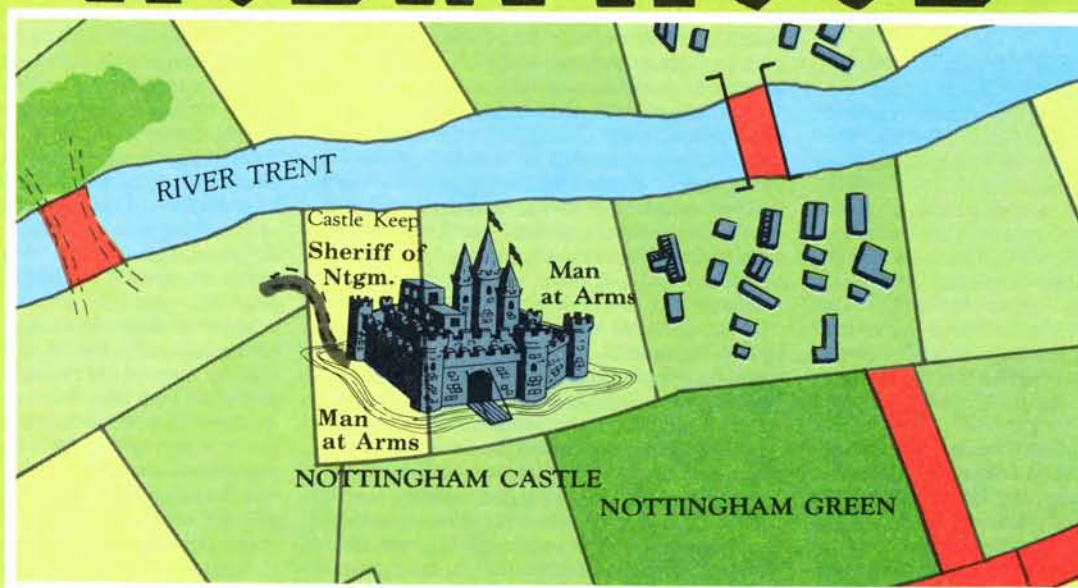 RIVER TRENT
Castle Keep
Sheriff of
Ntgm.
Man
at Arms
Man
at Arms
NOTTINGHAM CASTLE
NOTTINGHAM GREEN